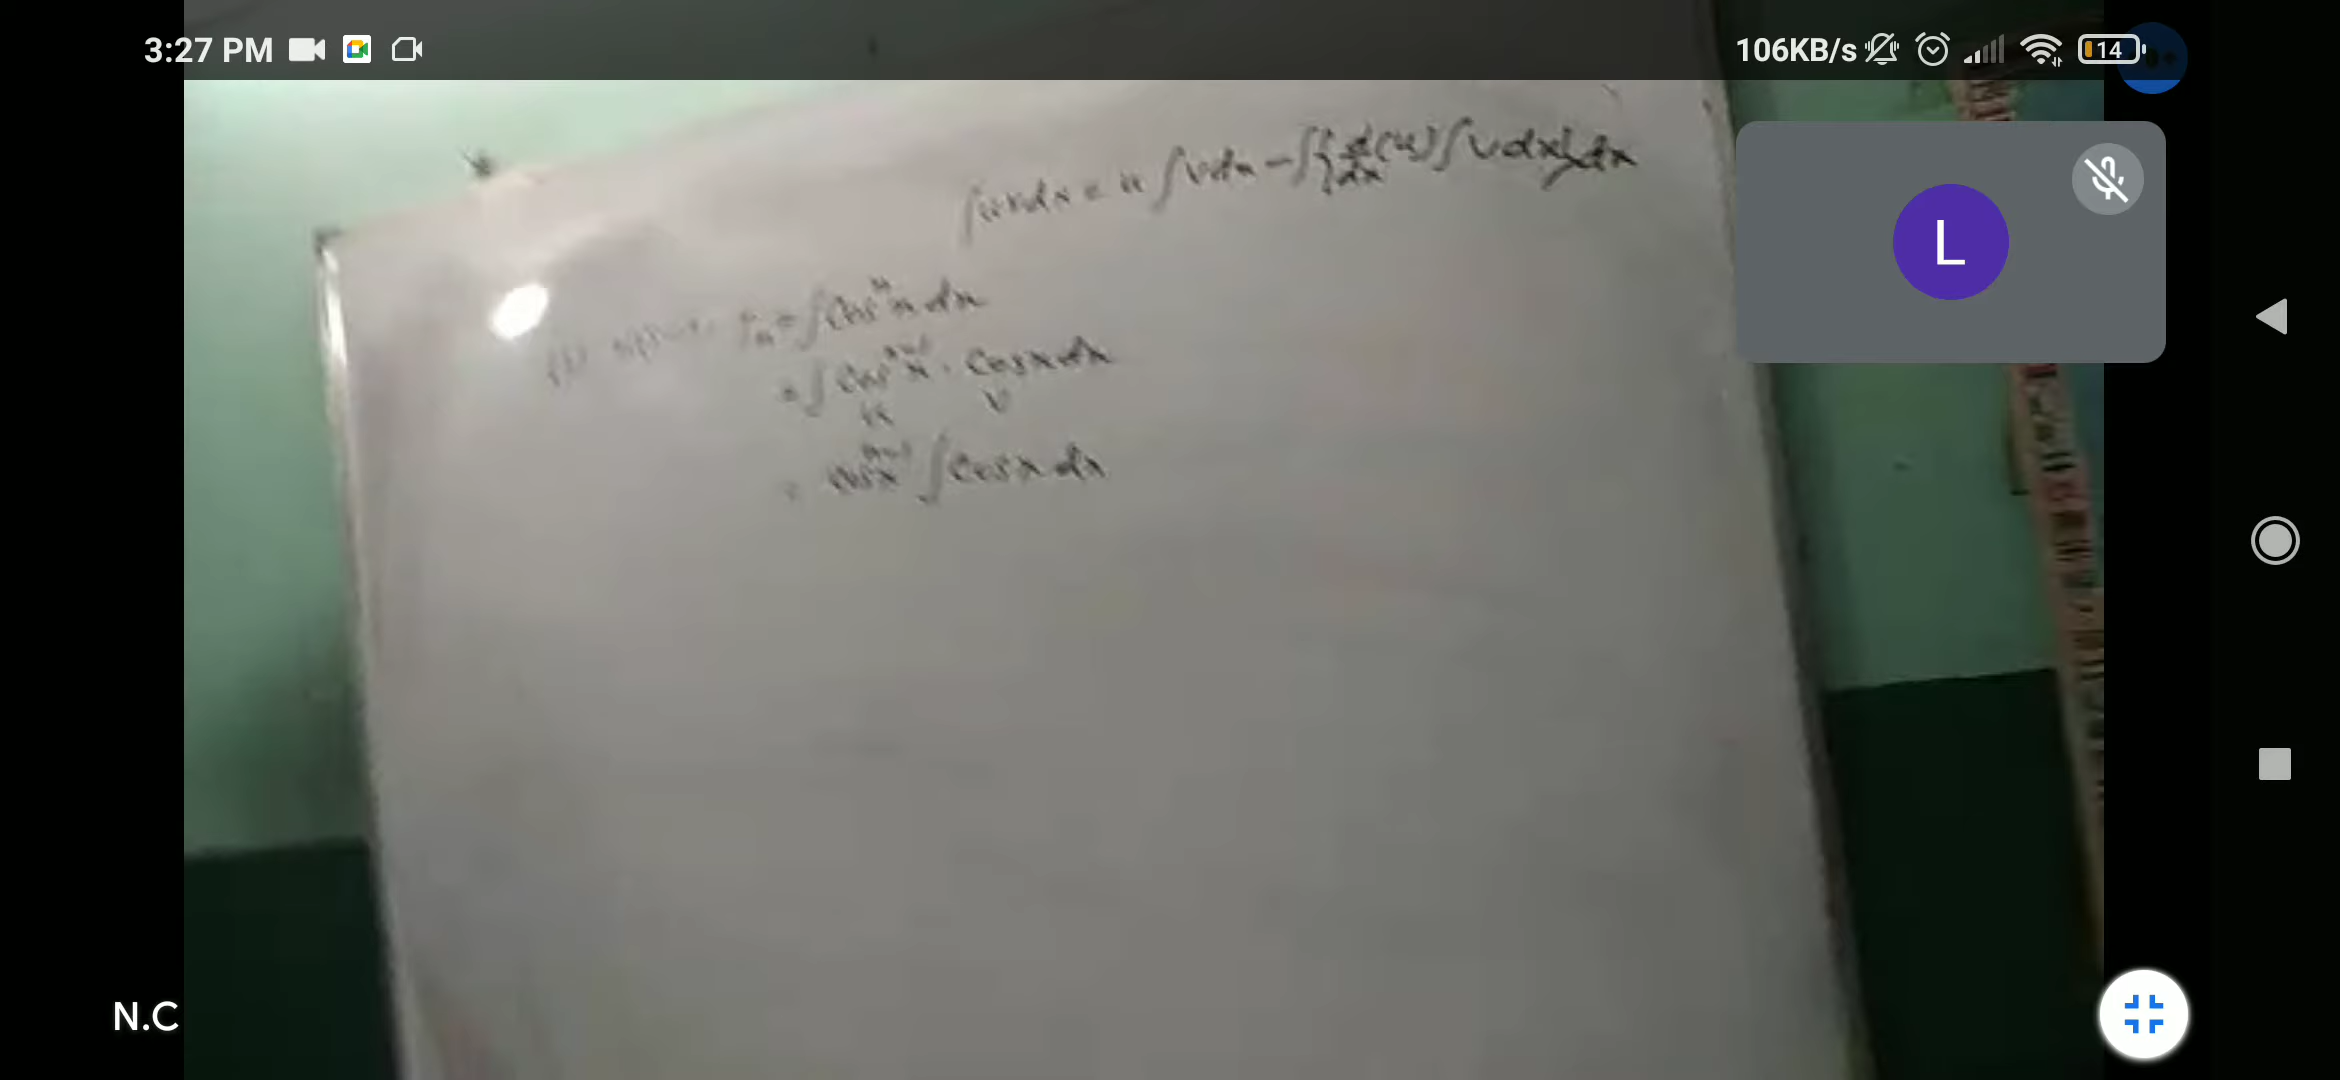 3:27 PM
106KB/s
14
∫uvdx = u ∫vdx - ∫{d/dx(u) ∫vdx}dx
L
Iₙ = ∫Cosⁿx dx
= ∫Cosⁿ⁻¹x . Cosx dx
u v
= Cosⁿ⁻¹x ∫Cosx dx
N.C